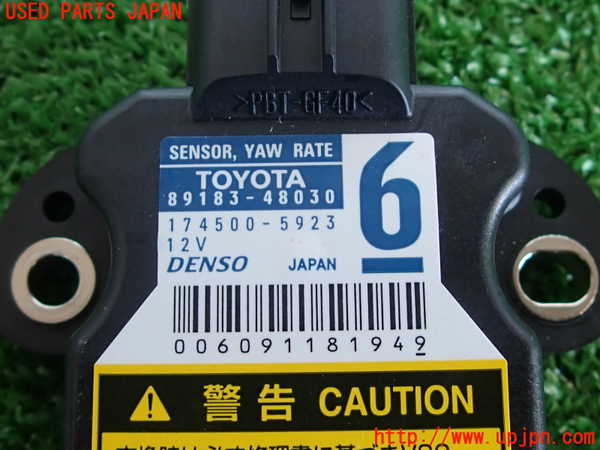 USED PARTS JAPAN
>PBT-GF40<
SENSOR, YAW RATE
TOYOTA
89183-48030
6
174500-5923
12V
DENSO JAPAN
006091181949
警告 CAUTION
http://www.upjpn.com